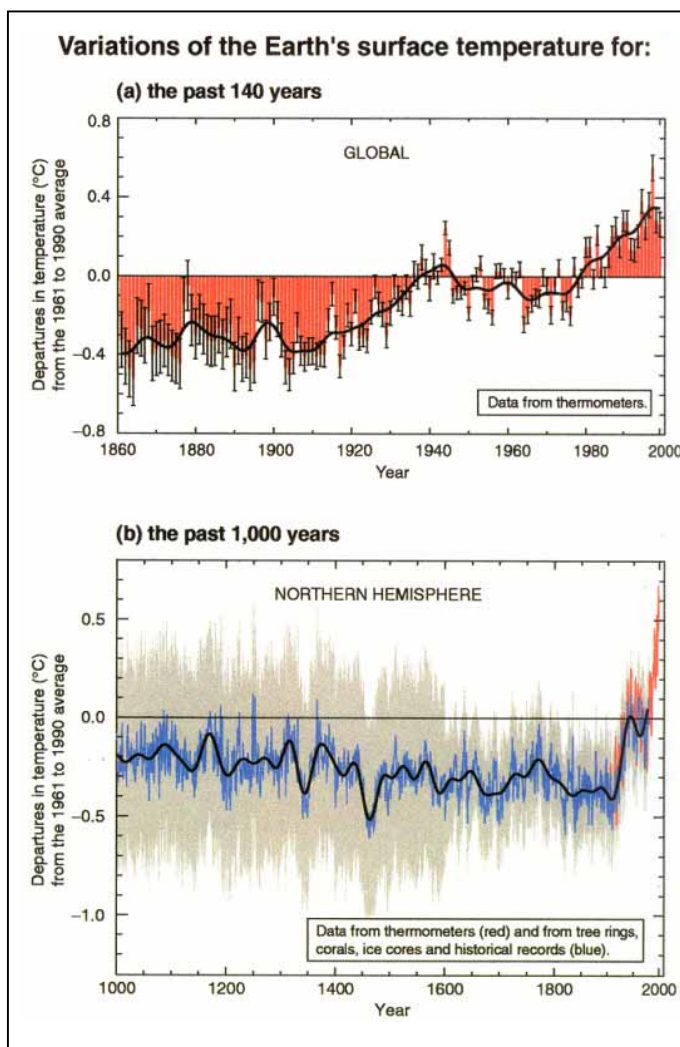 Variations of the Earth's surface temperature for:
(a) the past 140 years
GLOBAL
Departures in temperature (°C)
from the 1961 to 1990 average
0.8
0.4
0.0
−0.4
−0.8
Data from thermometers.
1860 1880 1900 1920 1940 1960 1980 2000
Year
(b) the past 1,000 years
NORTHERN HEMISPHERE
Departures in temperature (°C)
from the 1961 to 1990 average
0.5
0.0
−0.5
−1.0
Data from thermometers (red) and from tree rings,
corals, ice cores and historical records (blue).
1000 1200 1400 1600 1800 2000
Year